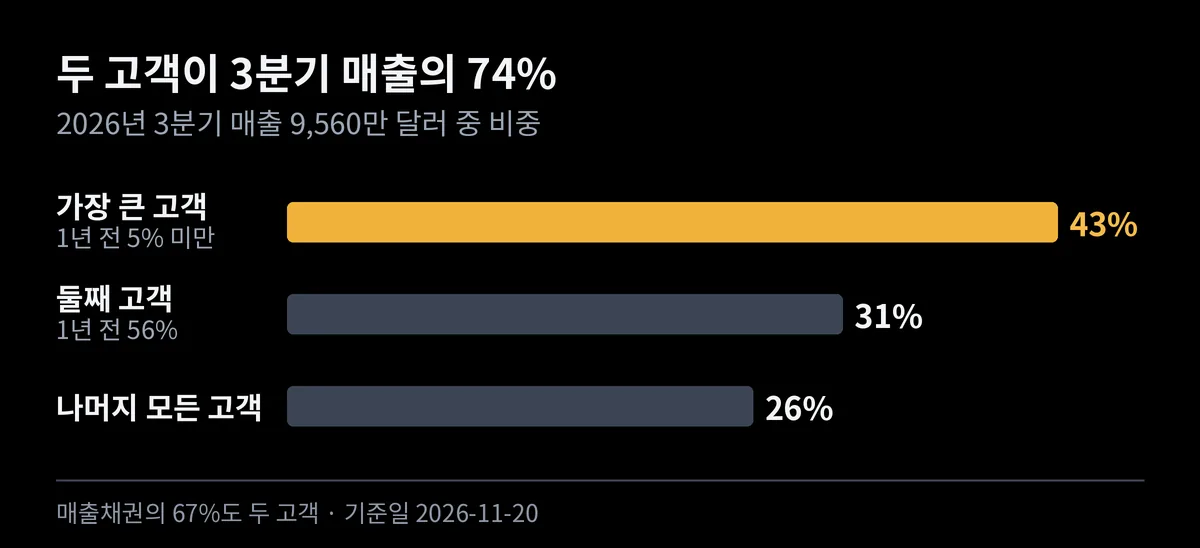 두 고객이 3분기 매출의 74%
2026년 3분기 매출 9,560만 달러 중 비중
가장 큰 고객
1년 전 5% 미만
43%
둘째 고객
1년 전 56%
31%
나머지 모든 고객
26%
매출채권의 67%도 두 고객 · 기준일 2026-11-20